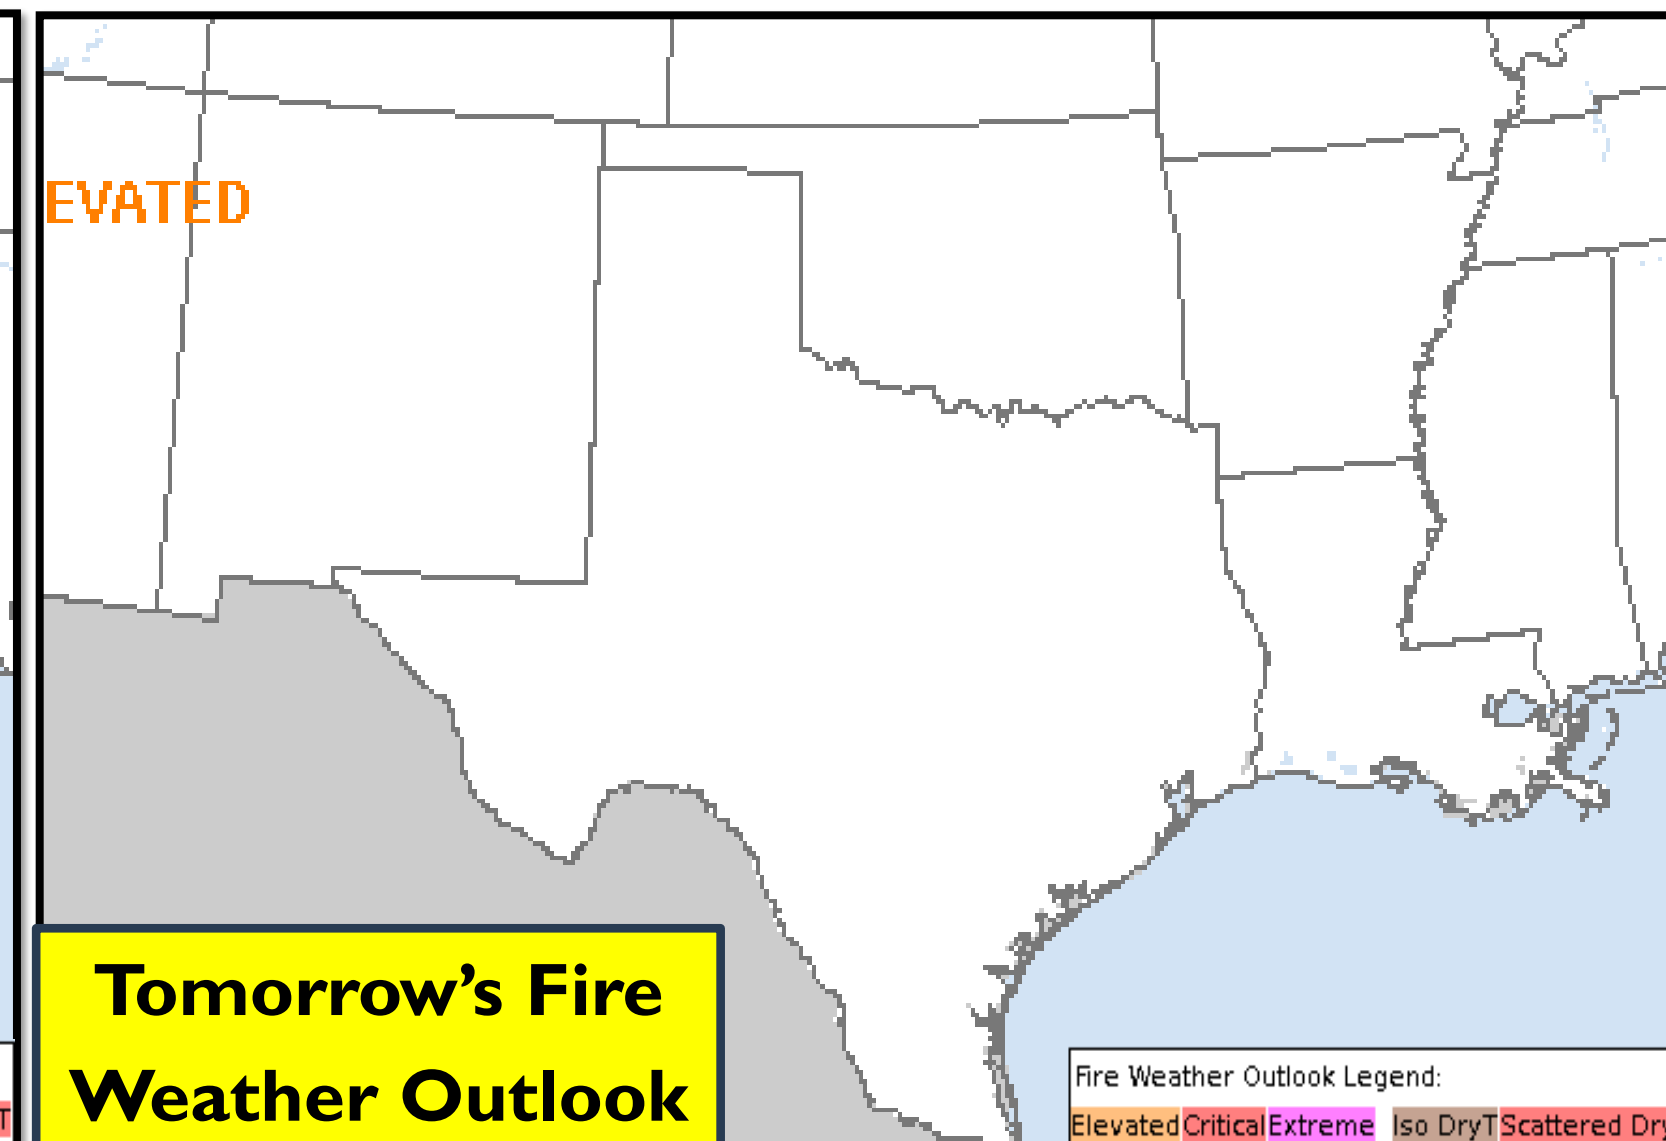 EVATED
Tomorrow’s Fire
Weather Outlook
Fire Weather Outlook Legend:
Elevated Critical Extreme Iso DryT Scattered Dry
T